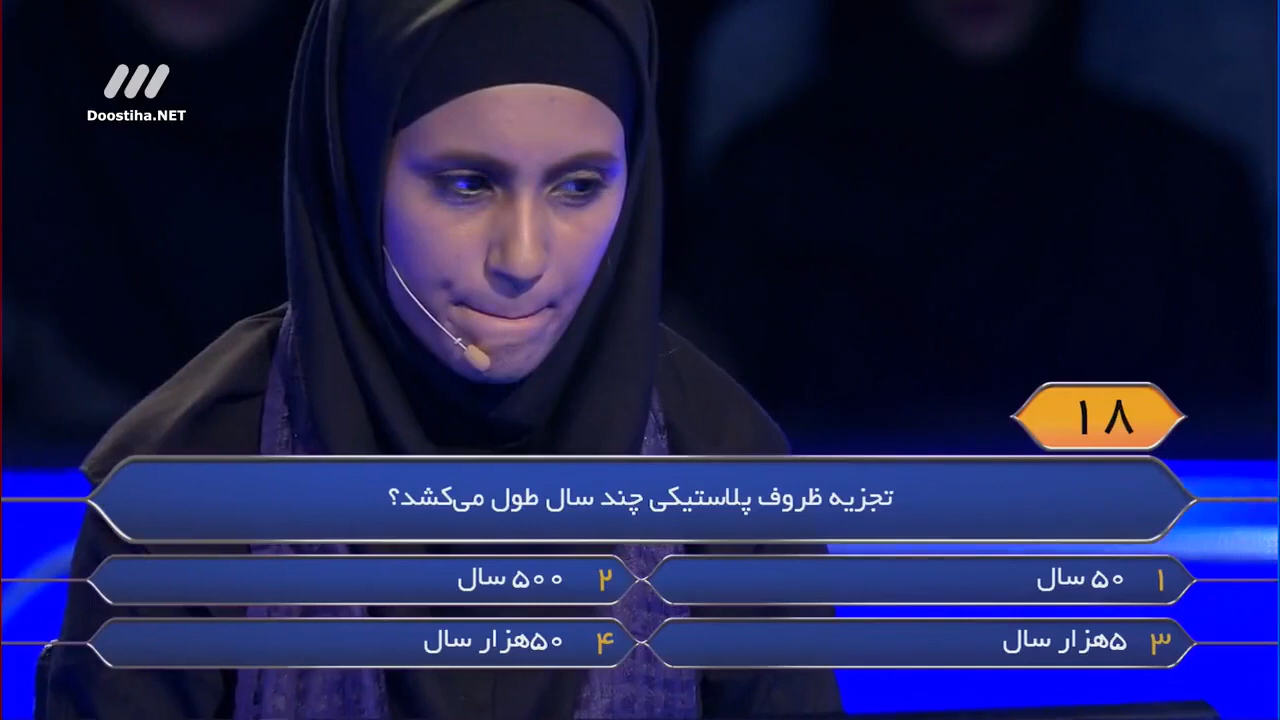 Doostiha.NET
۱۸
تجزیه ظروف پلاستیکی چند سال طول می‌کشد؟
۱ ۵۰ سال
۲ ۵۰۰ سال
۳ ۵هزار سال
۴ ۵۰هزار سال